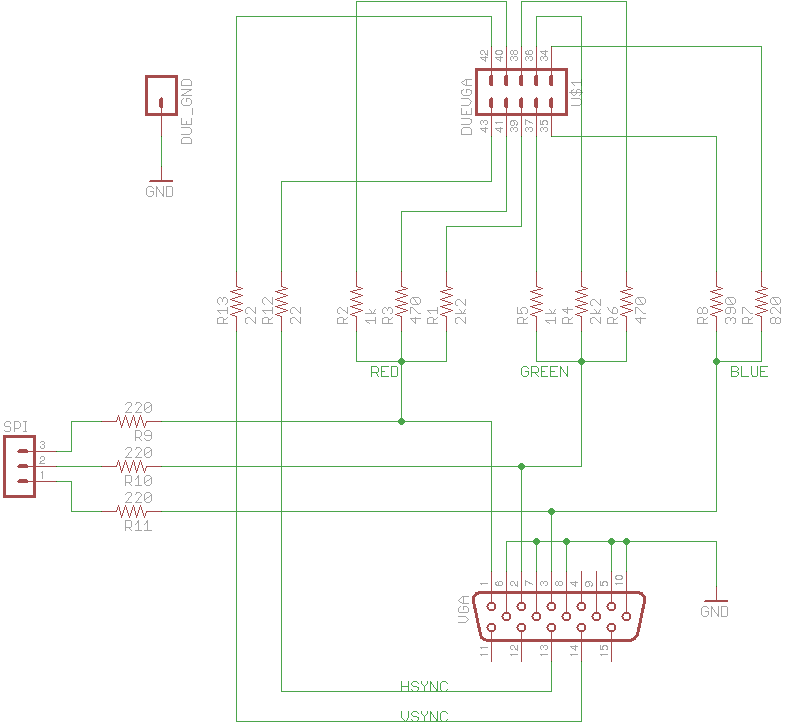 42 40 38 36 34
DUEVGA
U$1
43 41 39 37 35
DUE_GND
GND
R13 22
R12 22
R2 1k
R3 470
R1 2k2
R5 1k
R4 2k2
R6 470
R8 390
R7 820
RED
GREEN
BLUE
SPI
3
2
1
220
R9
220
R10
220
R11
VGA
1 6 2 7 3 8 4 9 5 10
11 12 13 14 15
GND
HSYNC
VSYNC